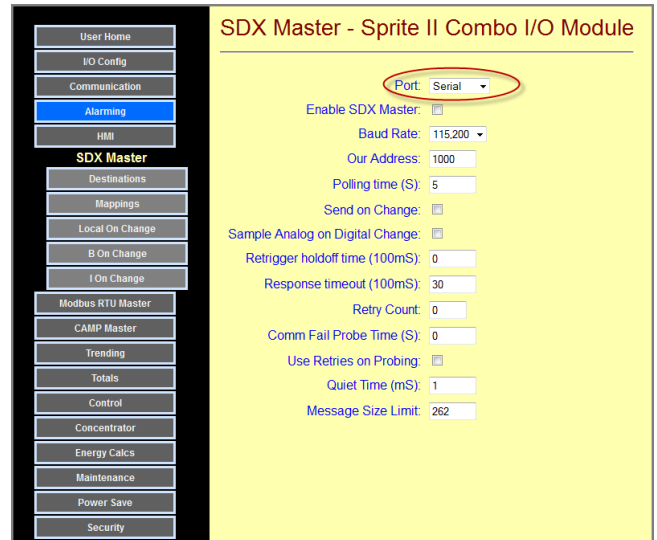 User Home
I/O Config
Communication
Alarming
HMI
SDX Master
Destinations
Mappings
Local On Change
B On Change
I On Change
Modbus RTU Master
CAMP Master
Trending
Totals
Control
Concentrator
Energy Calcs
Maintenance
Power Save
Security
SDX Master - Sprite II Combo I/O Module
Port: Serial
Enable SDX Master:
Baud Rate: 115,200
Our Address: 1000
Polling time (S): 5
Send on Change:
Sample Analog on Digital Change:
Retrigger holdoff time (100mS): 0
Response timeout (100mS): 30
Retry Count: 0
Comm Fail Probe Time (S): 0
Use Retries on Probing:
Quiet Time (mS): 1
Message Size Limit: 262